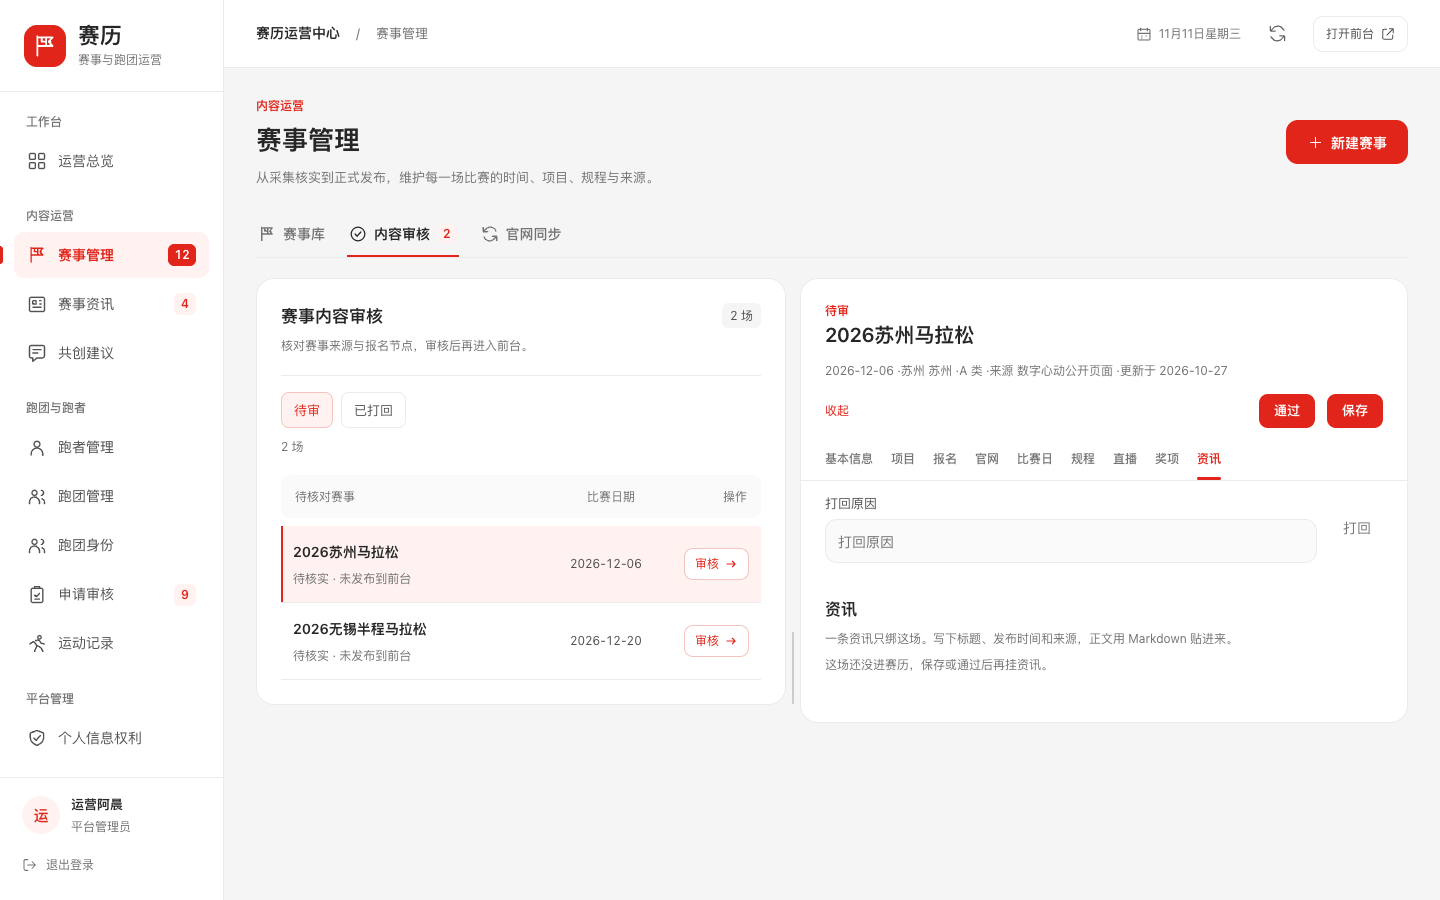 赛历
赛事与跑团运营
工作台
运营总览
内容运营
赛事管理 12
赛事资讯 4
共创建议
跑团与跑者
跑者管理
跑团管理
跑团身份
申请审核 9
运动记录
平台管理
个人信息权利
运 运营阿晨
平台管理员
退出登录
赛历运营中心 / 赛事管理
11月11日星期三
打开前台
内容运营
赛事管理
从采集核实到正式发布，维护每一场比赛的时间、项目、规程与来源。
新建赛事
赛事库 内容审核 2 官网同步
赛事内容审核 2 场
核对赛事来源与报名节点，审核后再进入前台。
待审 已打回
2 场
待核对赛事 比赛日期 操作
2026苏州马拉松
待核实 · 未发布到前台
2026-12-06 审核 →
2026无锡半程马拉松
待核实 · 未发布到前台
2026-12-20 审核 →
待审
2026苏州马拉松
2026-12-06 ·苏州 苏州 ·A 类 ·来源 数字心动公开页面 ·更新于 2026-10-27
收起 通过 保存
基本信息 项目 报名 官网 比赛日 规程 直播 奖项 资讯
打回原因
打回原因 打回
资讯
一条资讯只绑这场。写下标题、发布时间和来源，正文用 Markdown 贴进来。
这场还没进赛历，保存或通过后再挂资讯。